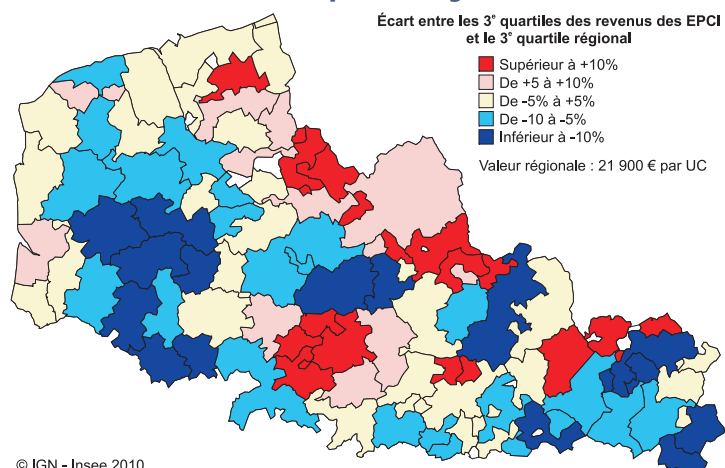 Écart entre les 3e quartiles des revenus des EPCI
et le 3e quartile régional
Supérieur à +10%
De +5 à +10%
De -5% à +5%
De -10 à -5%
Inférieur à -10%
Valeur régionale : 21 900 € par UC
© IGN - Insee 2010